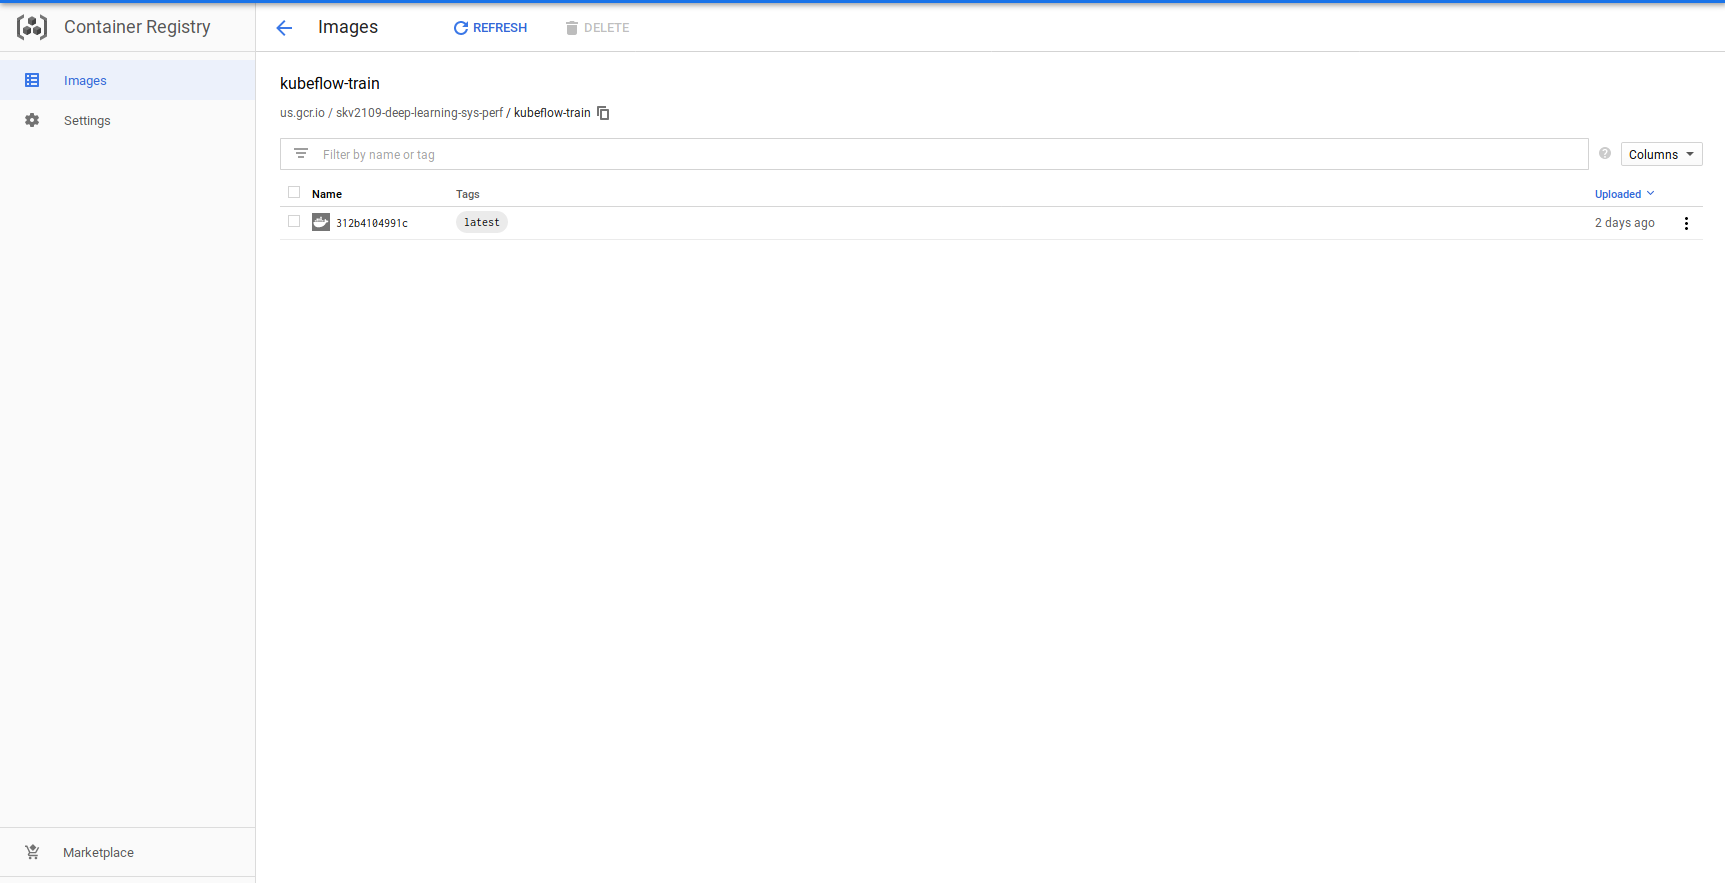 Container Registry
Images
REFRESH
DELETE
Images
Settings
kubeflow-train
us.gcr.io / skv2109-deep-learning-sys-perf / kubeflow-train
Filter by name or tag
Columns
Name
Tags
Uploaded
312b4104991c
latest
2 days ago
Marketplace